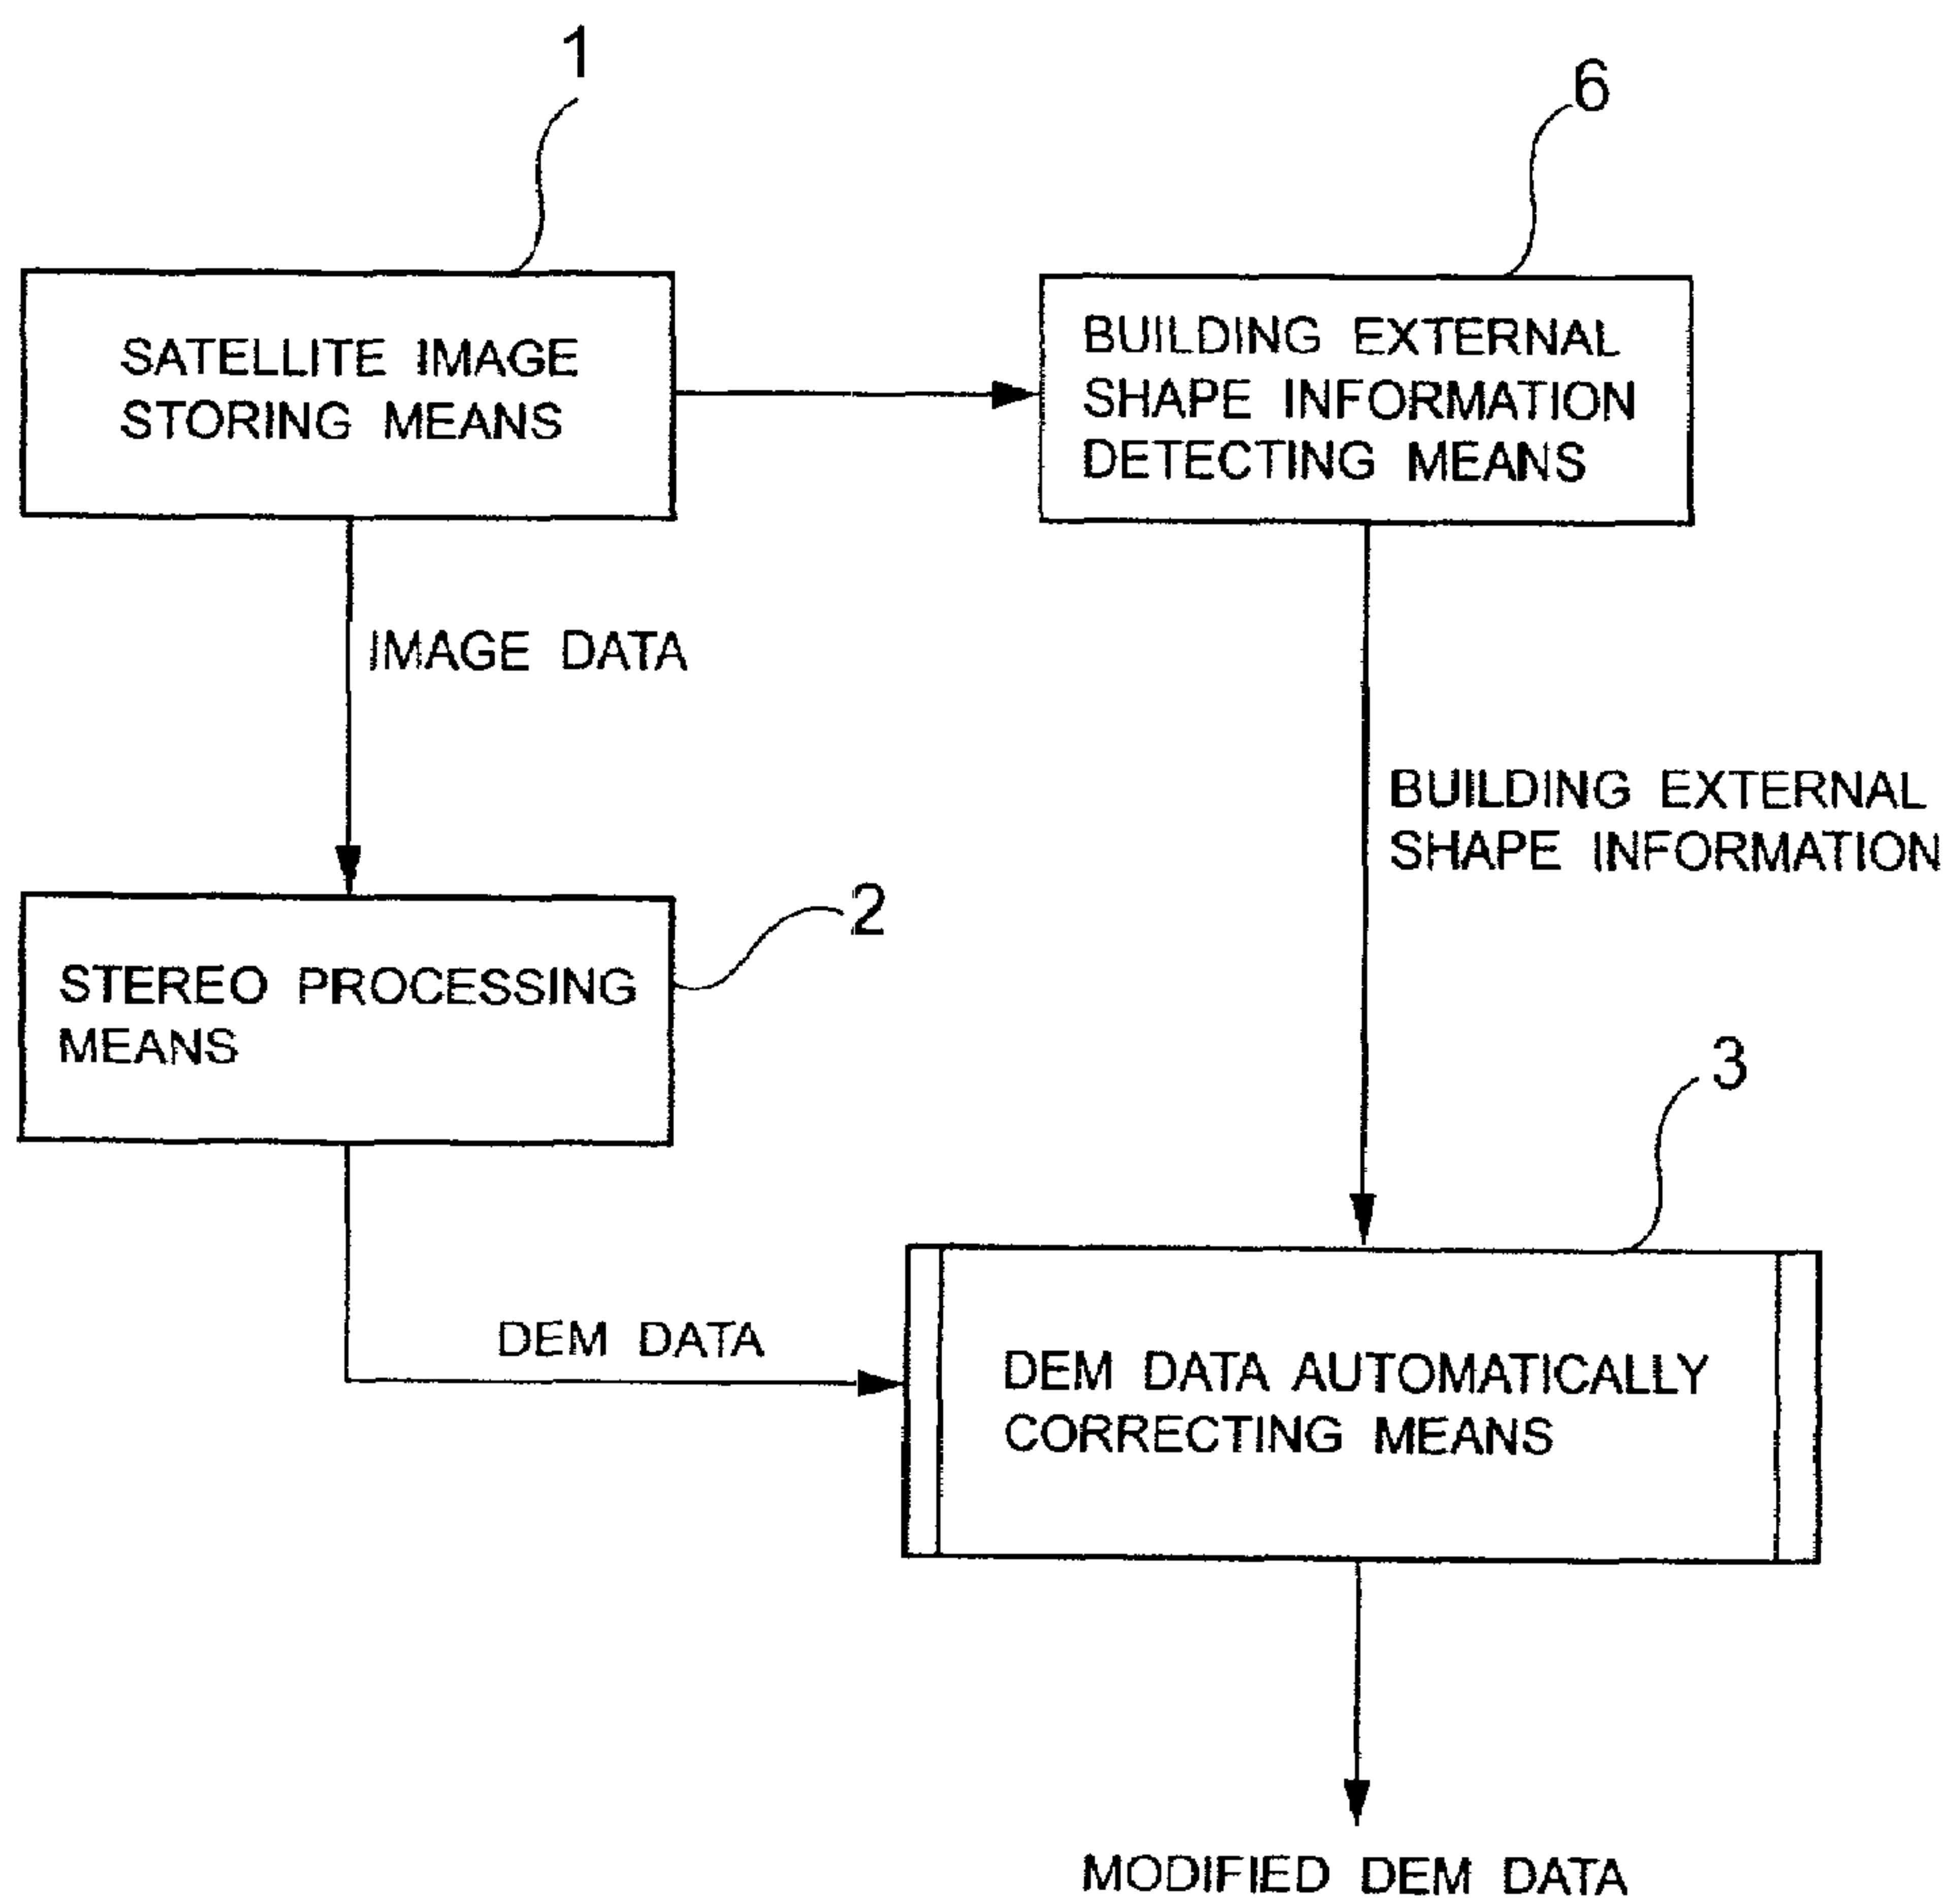 1
6
SATELLITE IMAGE
STORING MEANS
BUILDING EXTERNAL
SHAPE INFORMATION
DETECTING MEANS
IMAGE DATA
BUILDING EXTERNAL
SHAPE INFORMATION
2
STEREO PROCESSING
MEANS
3
DEM DATA
DEM DATA AUTOMATICALLY
CORRECTING MEANS
MODIFIED DEM DATA